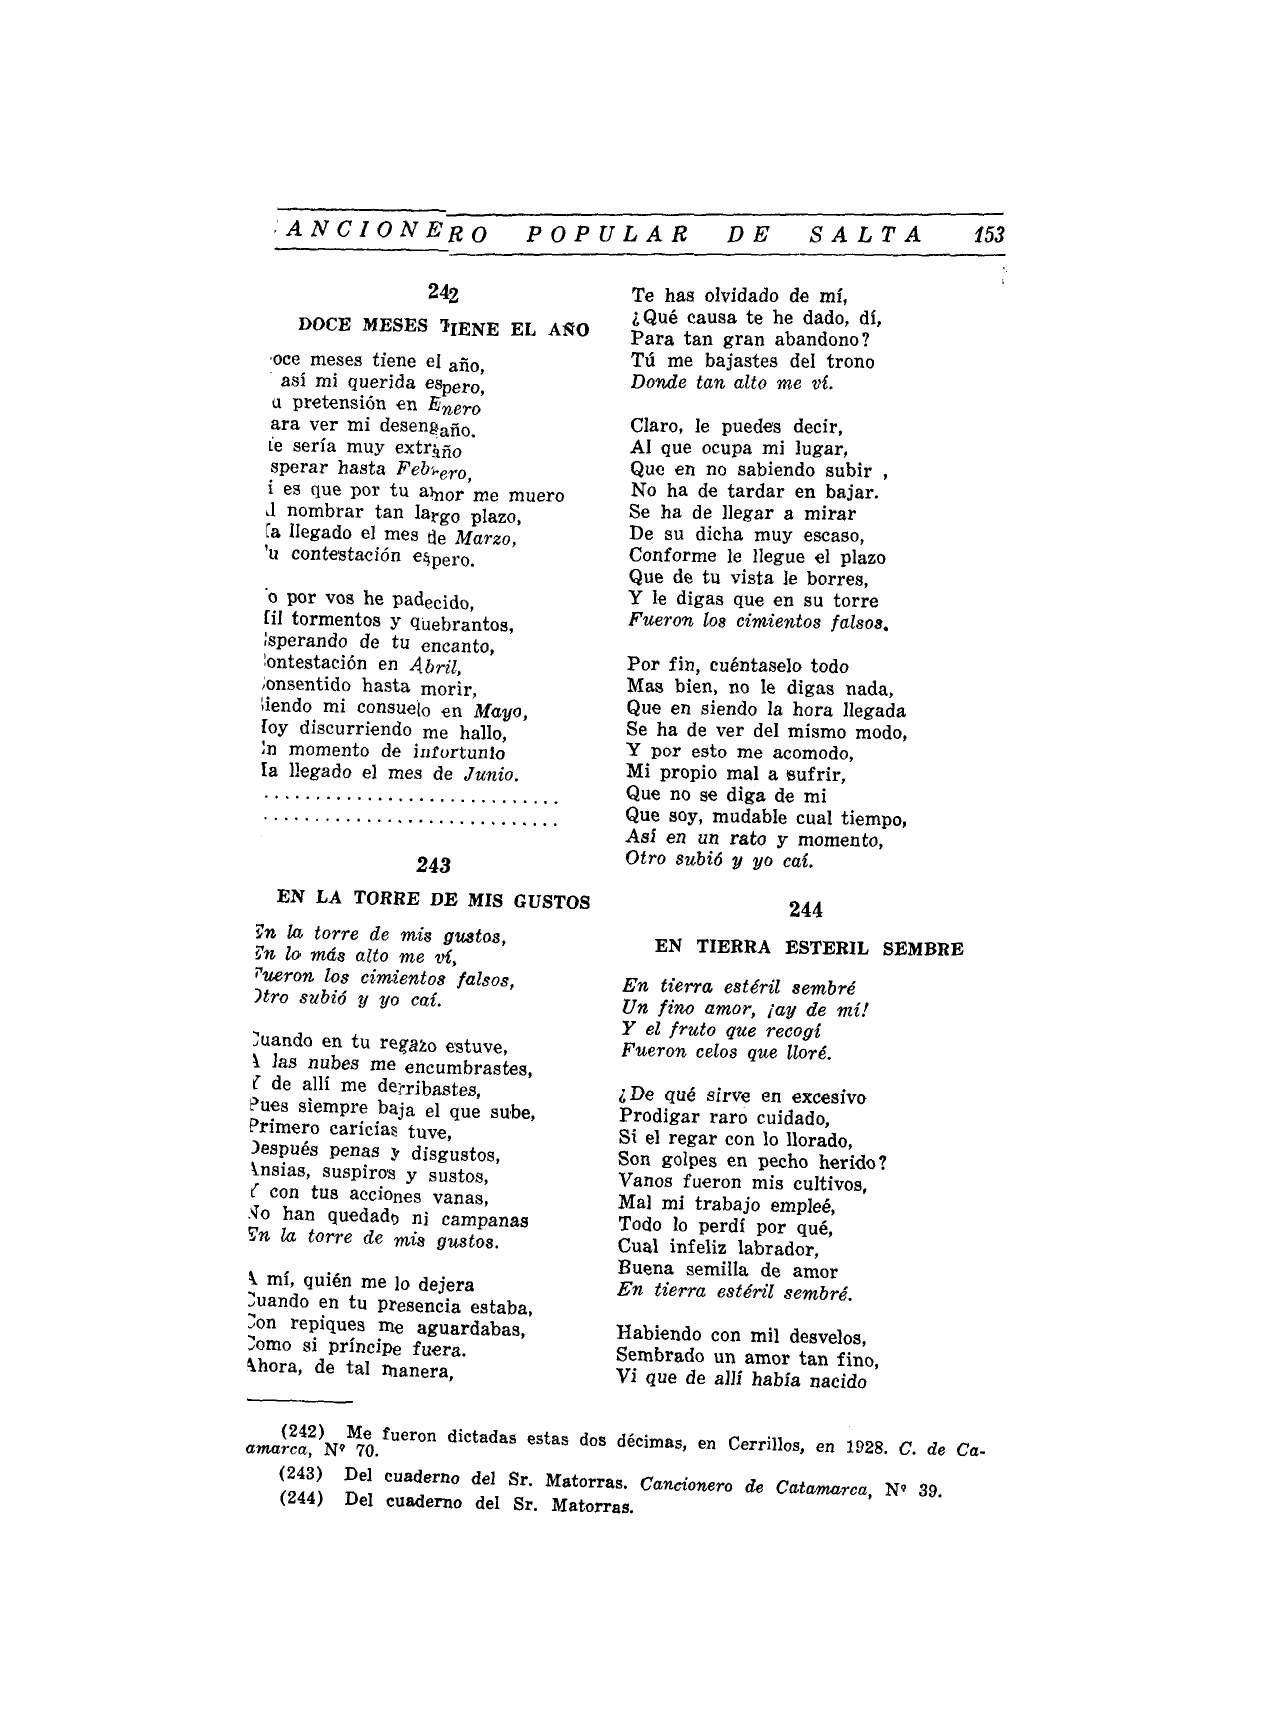 ANCIONERO POPULAR DE SALTA 153
242
DOCE MESES TIENE EL AÑO
oce meses tiene el año,
así mi querida espero,
u pretensión en Enero
ara ver mi desengaño.
e sería muy extraño
sperar hasta Febrero,
i es que por tu amor me muero
l nombrar tan largo plazo,
a llegado el mes de Marzo,
'u contestación espero.
o por vos he padecido,
il tormentos y quebrantos,
sperando de tu encanto,
ontestación en Abril,
onsentido hasta morir,
iendo mi consuelo en Mayo,
oy discurriendo me hallo,
n momento de infortunio
a llegado el mes de Junio.
.............................
.............................
243
EN LA TORRE DE MIS GUSTOS
En la torre de mis gustos,
En lo más alto me ví,
Fueron los cimientos falsos,
Otro subió y yo caí.
Cuando en tu regazo estuve,
A las nubes me encumbrastes,
Y de allí me derribastes,
Pues siempre baja el que sube,
Primero caricias tuve,
Después penas y disgustos,
Ansias, suspiros y sustos,
Y con tus acciones vanas,
No han quedado ni campanas
En la torre de mis gustos.
A mí, quién me lo dejera
Cuando en tu presencia estaba,
Con repiques me aguardabas,
Como si príncipe fuera.
Ahora, de tal manera,
Te has olvidado de mí,
¿Qué causa te he dado, dí,
Para tan gran abandono?
Tú me bajastes del trono
Donde tan alto me ví.
Claro, le puedes decir,
Al que ocupa mi lugar,
Que en no sabiendo subir ,
No ha de tardar en bajar.
Se ha de llegar a mirar
De su dicha muy escaso,
Conforme le llegue el plazo
Que de tu vista le borres,
Y le digas que en su torre
Fueron los cimientos falsos.
Por fin, cuéntaselo todo
Mas bien, no le digas nada,
Que en siendo la hora llegada
Se ha de ver del mismo modo,
Y por esto me acomodo,
Mi propio mal a sufrir,
Que no se diga de mi
Que soy, mudable cual tiempo,
Así en un rato y momento,
Otro subió y yo caí.
244
EN TIERRA ESTERIL SEMBRE
En tierra estéril sembré
Un fino amor, ¡ay de mí!
Y el fruto que recogí
Fueron celos que lloré.
¿De qué sirve en excesivo
Prodigar raro cuidado,
Si el regar con lo llorado,
Son golpes en pecho herido?
Vanos fueron mis cultivos,
Mal mi trabajo empleé,
Todo lo perdí por qué,
Cual infeliz labrador,
Buena semilla de amor
En tierra estéril sembré.
Habiendo con mil desvelos,
Sembrado un amor tan fino,
Vi que de allí había nacido
(242) Me fueron dictadas estas dos décimas, en Cerrillos, en 1928. C. de Ca-
amarca, Nº 70.
(243) Del cuaderno del Sr. Matorras. Cancionero de Catamarca, Nº 39.
(244) Del cuaderno del Sr. Matorras.